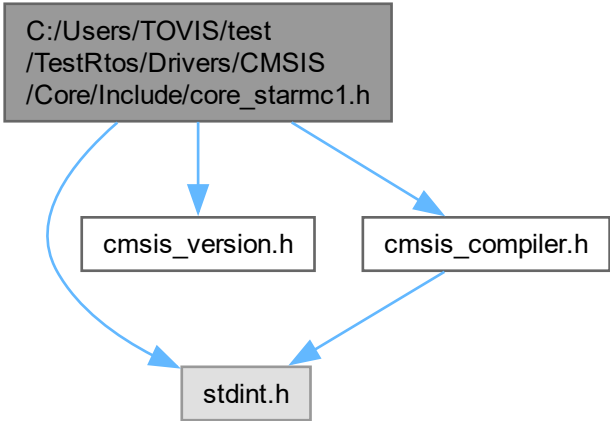 C:/Users/TOVIS/test
/TestRtos/Drivers/CMSIS
/Core/Include/core_starmc1.h
cmsis_version.h
cmsis_compiler.h
stdint.h